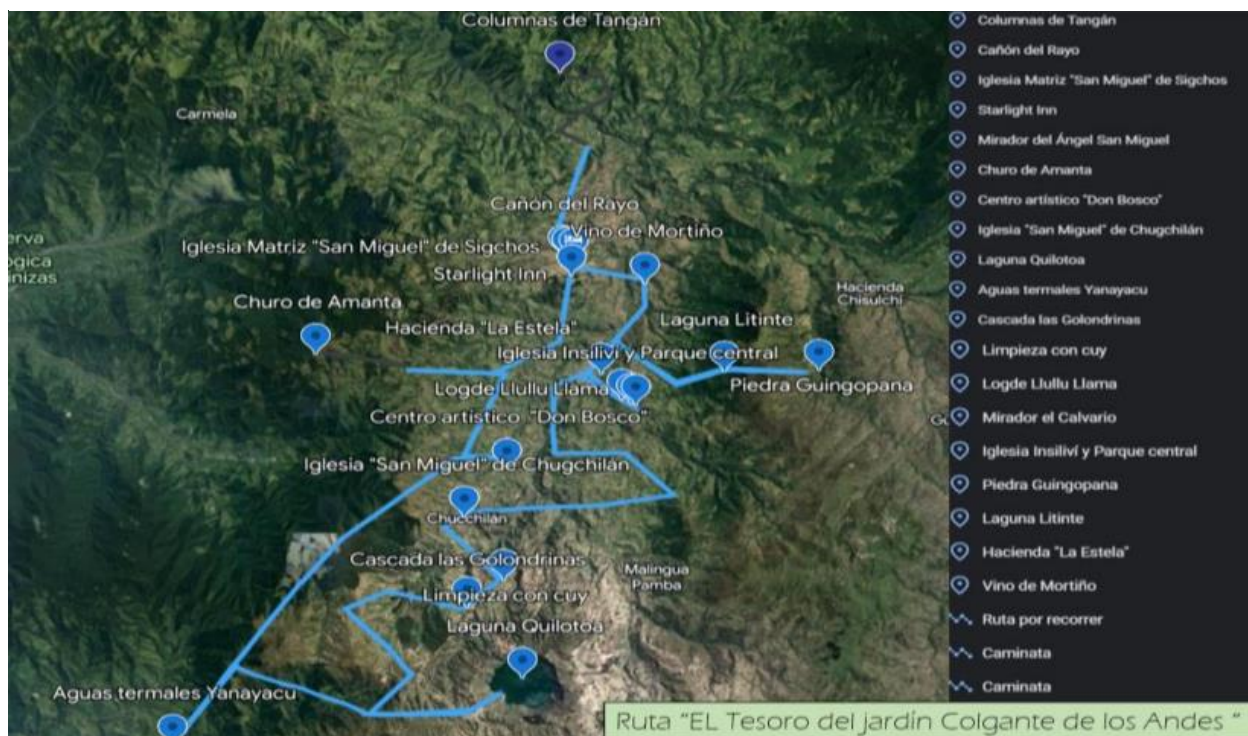 Columnas de Tangán
Carmela
Cañón del Rayo
Vino de Mortiño
Iglesia Matriz "San Miguel" de Sigchos
Starlight Inn
Hacienda
Chisulchi
Churo de Amanta
Hacienda "La Estela"
Laguna Litinte
Iglesia Insiliví y Parque central
Logde Llullu Llama
Piedra Guingopana
Centro artístico "Don Bosco"
Iglesia "San Miguel" de Chugchilán
Chucchilán
Cascada las Golondrinas
Malingua
Pamba
Limpieza con cuy
Laguna Quilotoa
Aguas termales Yanayacu
Columnas de Tangán
Cañón del Rayo
Iglesia Matriz "San Miguel" de Sigchos
Starlight Inn
Mirador del Ángel San Miguel
Churo de Amanta
Centro artístico "Don Bosco"
Iglesia "San Miguel" de Chugchilán
Laguna Quilotoa
Aguas termales Yanayacu
Cascada las Golondrinas
Limpieza con cuy
Logde Llullu Llama
Mirador el Calvario
Iglesia Insiliví y Parque central
Piedra Guingopana
Laguna Litinte
Hacienda "La Estela"
Vino de Mortiño
Ruta por recorrer
Caminata
Caminata
Ruta "EL Tesoro del jardín Colgante de los Andes "